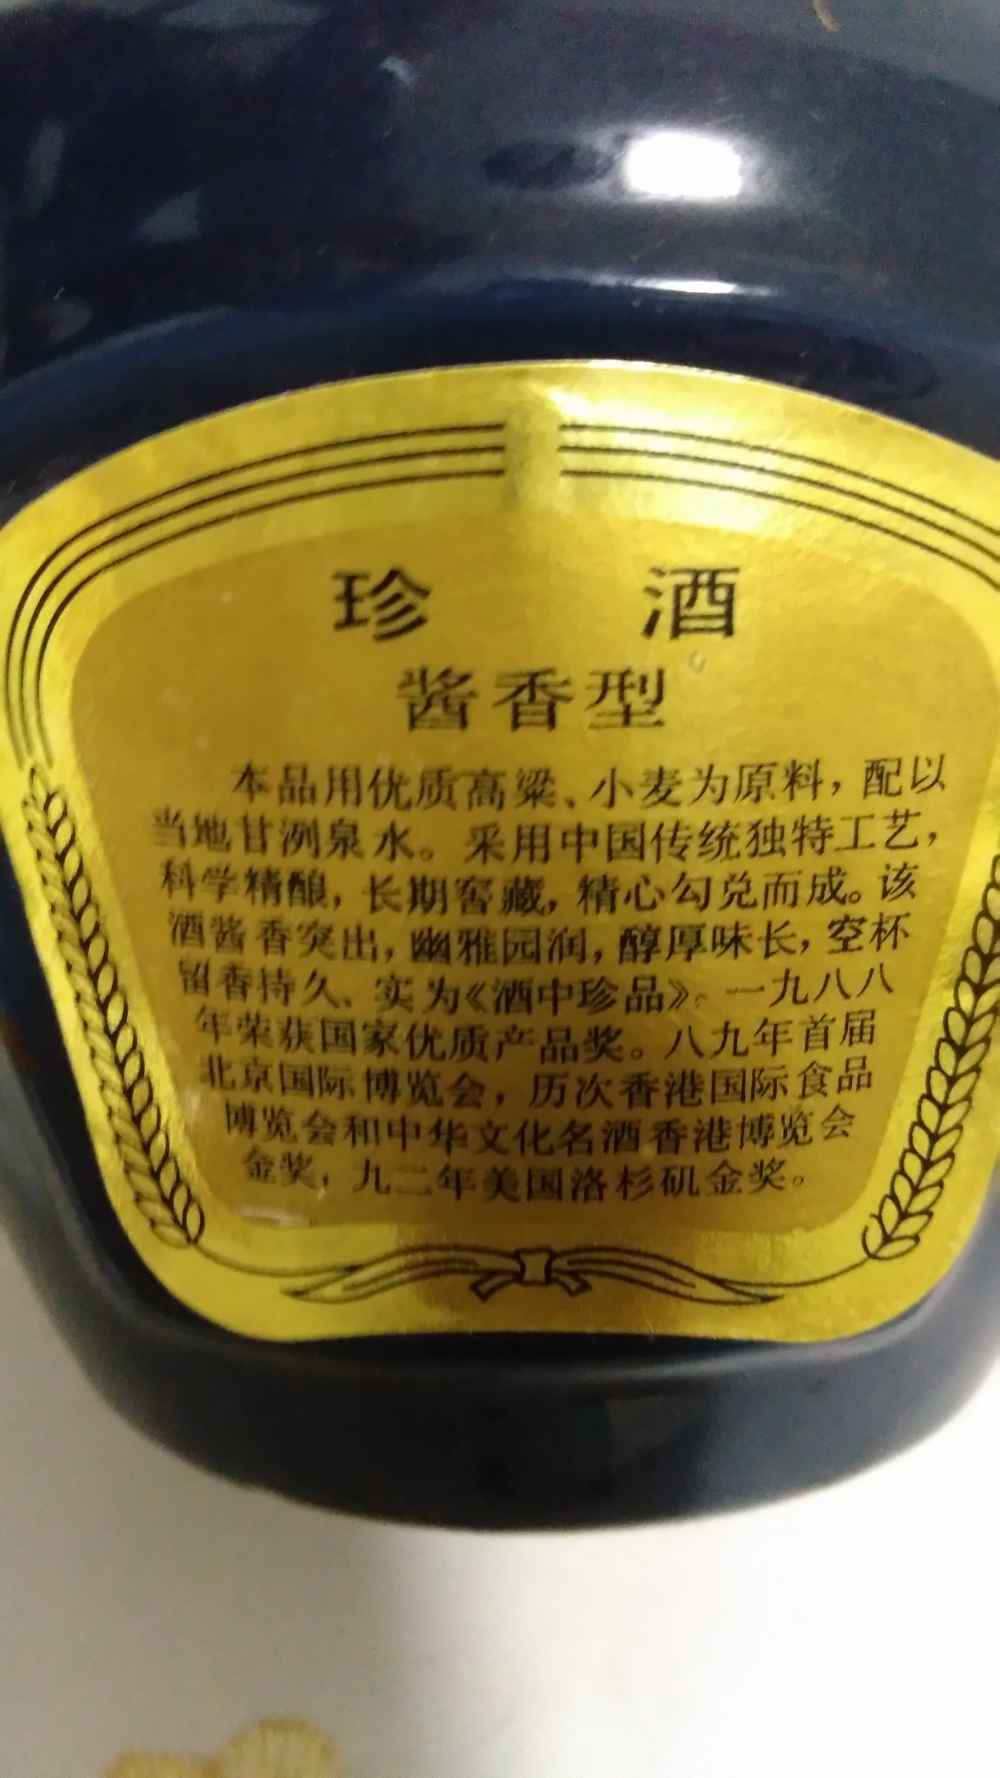 珍 酒
酱香型
本品用优质高粱、小麦为原料，配以
当地甘洌泉水。采用中国传统独特工艺，
科学精酿，长期窖藏，精心勾兑而成。该
酒酱香突出，幽雅园润，醇厚味长，空杯
留香持久、实为《酒中珍品》。一九八八
年荣获国家优质产品奖。八九年首届
北京国际博览会，历次香港国际食品
博览会和中华文化名酒香港博览会
金奖，九二年美国洛杉矶金奖。